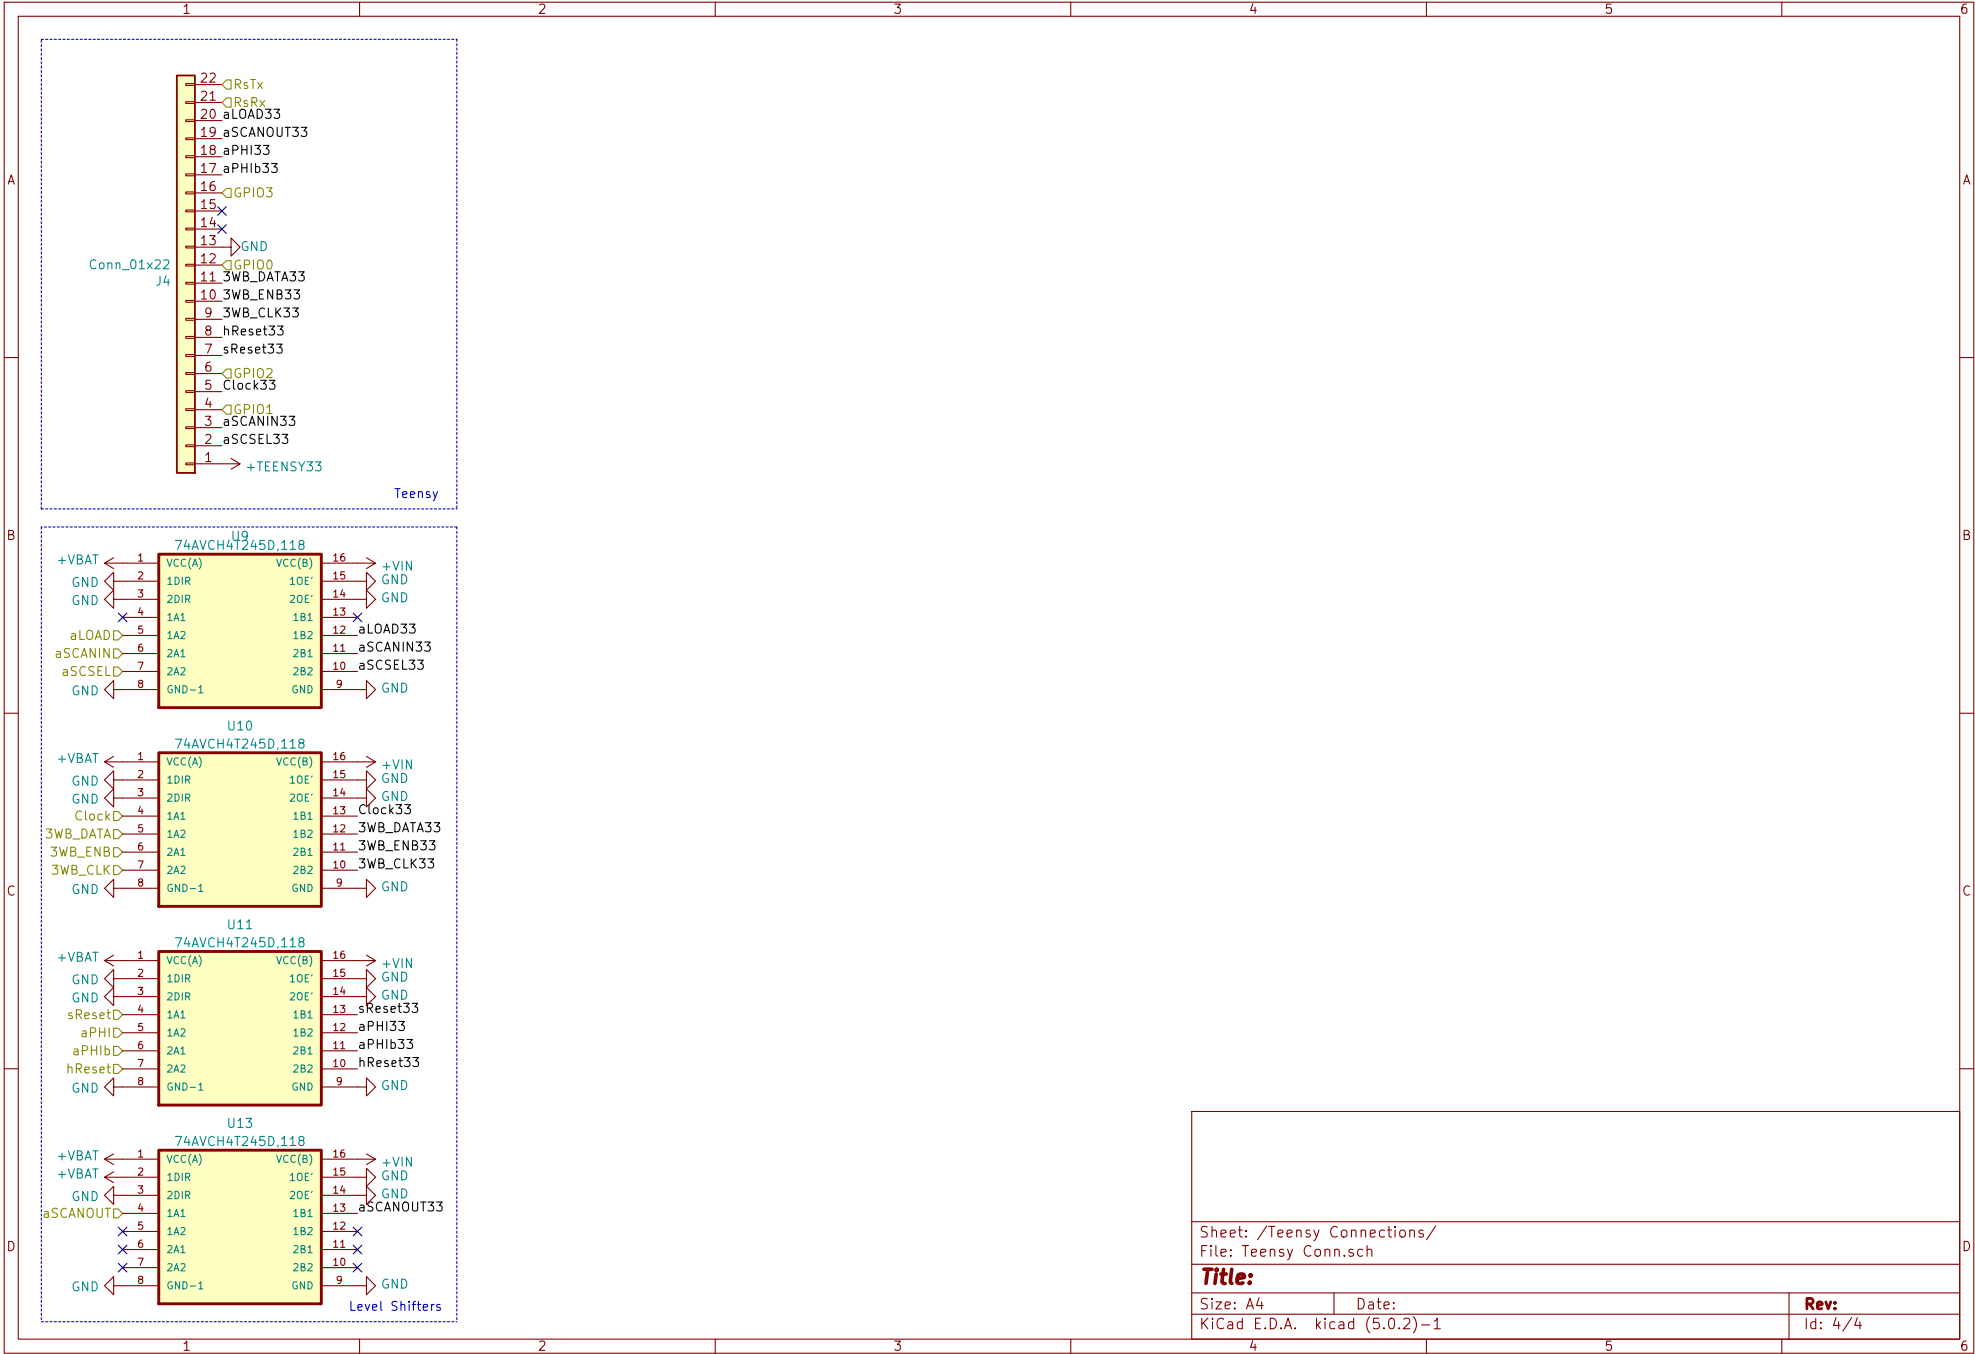 1 2 3 4 5 6
A A
B B
C C
D D
22 RsTx
21 RsRx
20 aLOAD33
19 aSCANOUT33
18 aPHI33
17 aPHIb33
16 GPIO3
15
14
13 GND
12 GPIO0
Conn_01x22
J4
11 3WB_DATA33
10 3WB_ENB33
9 3WB_CLK33
8 hReset33
7 sReset33
6 GPIO2
5 Clock33
4 GPIO1
3 aSCANIN33
2 aSCSEL33
1 +TEENSY33
Teensy
U9
74AVCH4T245D,118
+VBAT 1 VCC(A) VCC(B) 16 +VIN
GND 2 1DIR 1OE' 15 GND
GND 3 2DIR 2OE' 14 GND
4 1A1 1B1 13
aLOAD 5 1A2 1B2 12 aLOAD33
aSCANIN 6 2A1 2B1 11 aSCANIN33
aSCSEL 7 2A2 2B2 10 aSCSEL33
GND 8 GND-1 GND 9 GND
U10
74AVCH4T245D,118
+VBAT 1 VCC(A) VCC(B) 16 +VIN
GND 2 1DIR 1OE' 15 GND
GND 3 2DIR 2OE' 14 GND
Clock 4 1A1 1B1 13 Clock33
3WB_DATA 5 1A2 1B2 12 3WB_DATA33
3WB_ENB 6 2A1 2B1 11 3WB_ENB33
3WB_CLK 7 2A2 2B2 10 3WB_CLK33
GND 8 GND-1 GND 9 GND
U11
74AVCH4T245D,118
+VBAT 1 VCC(A) VCC(B) 16 +VIN
GND 2 1DIR 1OE' 15 GND
GND 3 2DIR 2OE' 14 GND
sReset 4 1A1 1B1 13 sReset33
aPHI 5 1A2 1B2 12 aPHI33
aPHIb 6 2A1 2B1 11 aPHIb33
hReset 7 2A2 2B2 10 hReset33
GND 8 GND-1 GND 9 GND
U13
74AVCH4T245D,118
+VBAT 1 VCC(A) VCC(B) 16 +VIN
+VBAT 2 1DIR 1OE' 15 GND
GND 3 2DIR 2OE' 14 GND
aSCANOUT 4 1A1 1B1 13 aSCANOUT33
5 1A2 1B2 12
6 2A1 2B1 11
7 2A2 2B2 10
GND 8 GND-1 GND 9 GND
Level Shifters
Sheet: /Teensy Connections/
File: Teensy Conn.sch
Title:
Size: A4 Date: Rev:
KiCad E.D.A. kicad (5.0.2)-1 Id: 4/4
1 2 3 4 5 6